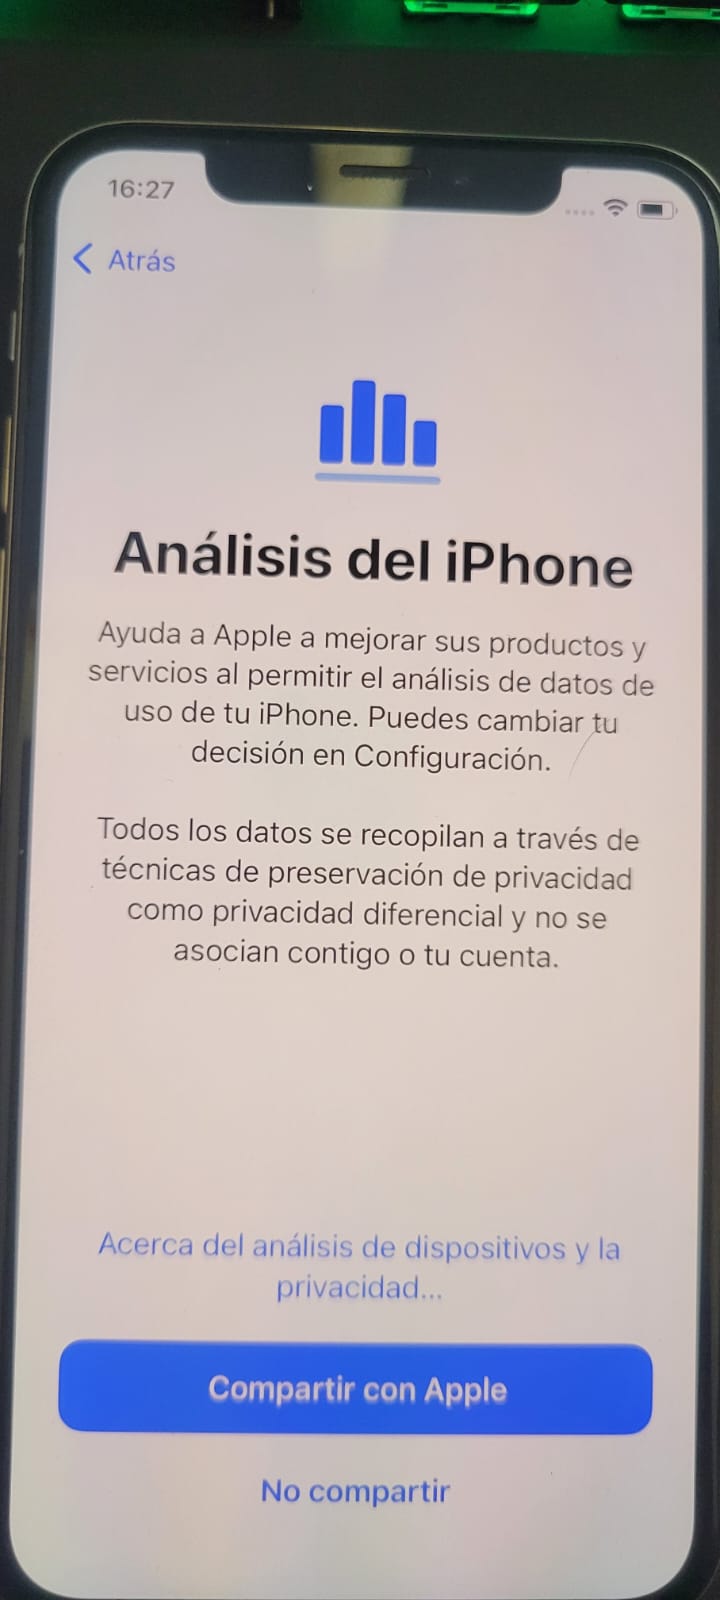 16:27
Atrás
Análisis del iPhone
Ayuda a Apple a mejorar sus productos y
servicios al permitir el análisis de datos de
uso de tu iPhone. Puedes cambiar tu
decisión en Configuración.
Todos los datos se recopilan a través de
técnicas de preservación de privacidad
como privacidad diferencial y no se
asocian contigo o tu cuenta.
Acerca del análisis de dispositivos y la
privacidad...
Compartir con Apple
No compartir